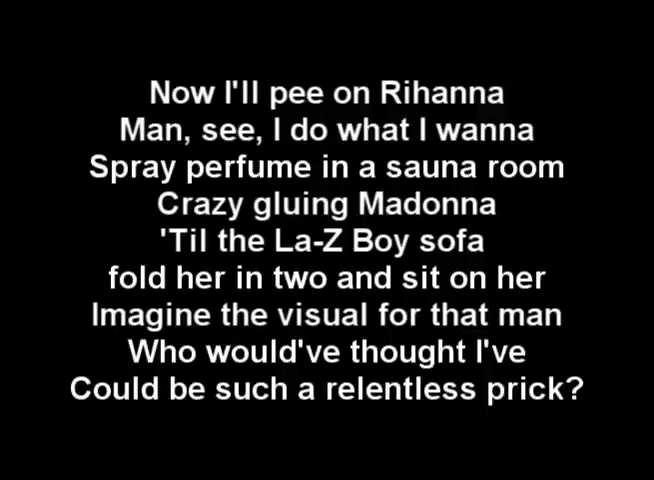 Now I'll pee on Rihanna
Man, see, I do what I wanna
Spray perfume in a sauna room
Crazy gluing Madonna
'Til the La-Z Boy sofa
fold her in two and sit on her
Imagine the visual for that man
Who would've thought I've
Could be such a relentless prick?